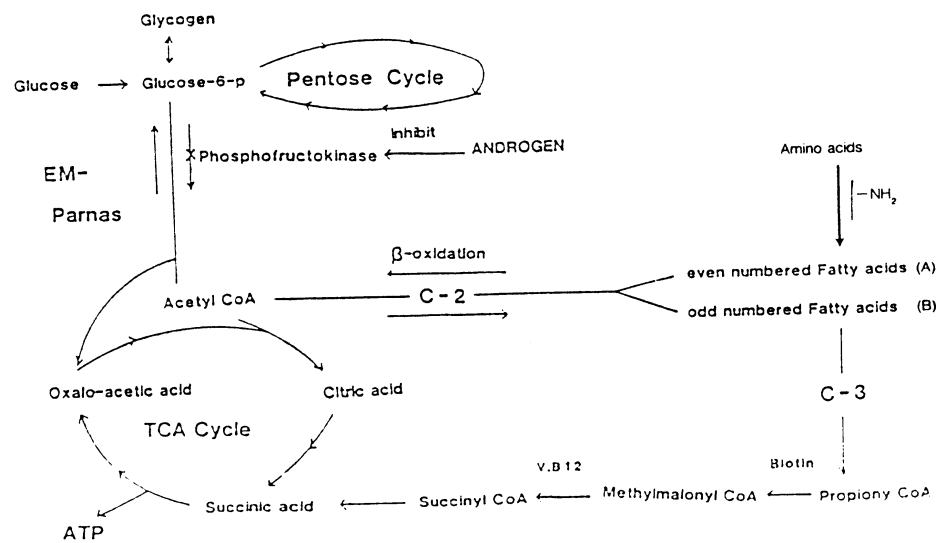 Glycogen
Glucose
Glucose-6-p
Pentose Cycle
Inhibit
Phosphofructokinase
ANDROGEN
Amino acids
EM-
Parnas
-NH₂
β-oxidation
even numbered Fatty acids (A)
Acetyl CoA
C-2
odd numbered Fatty acids (B)
Oxalo-acetic acid
Citric acid
C-3
TCA Cycle
V.B12
Biotin
Succinic acid
Succinyl CoA
Methylmalonyl CoA
Propiony CoA
ATP